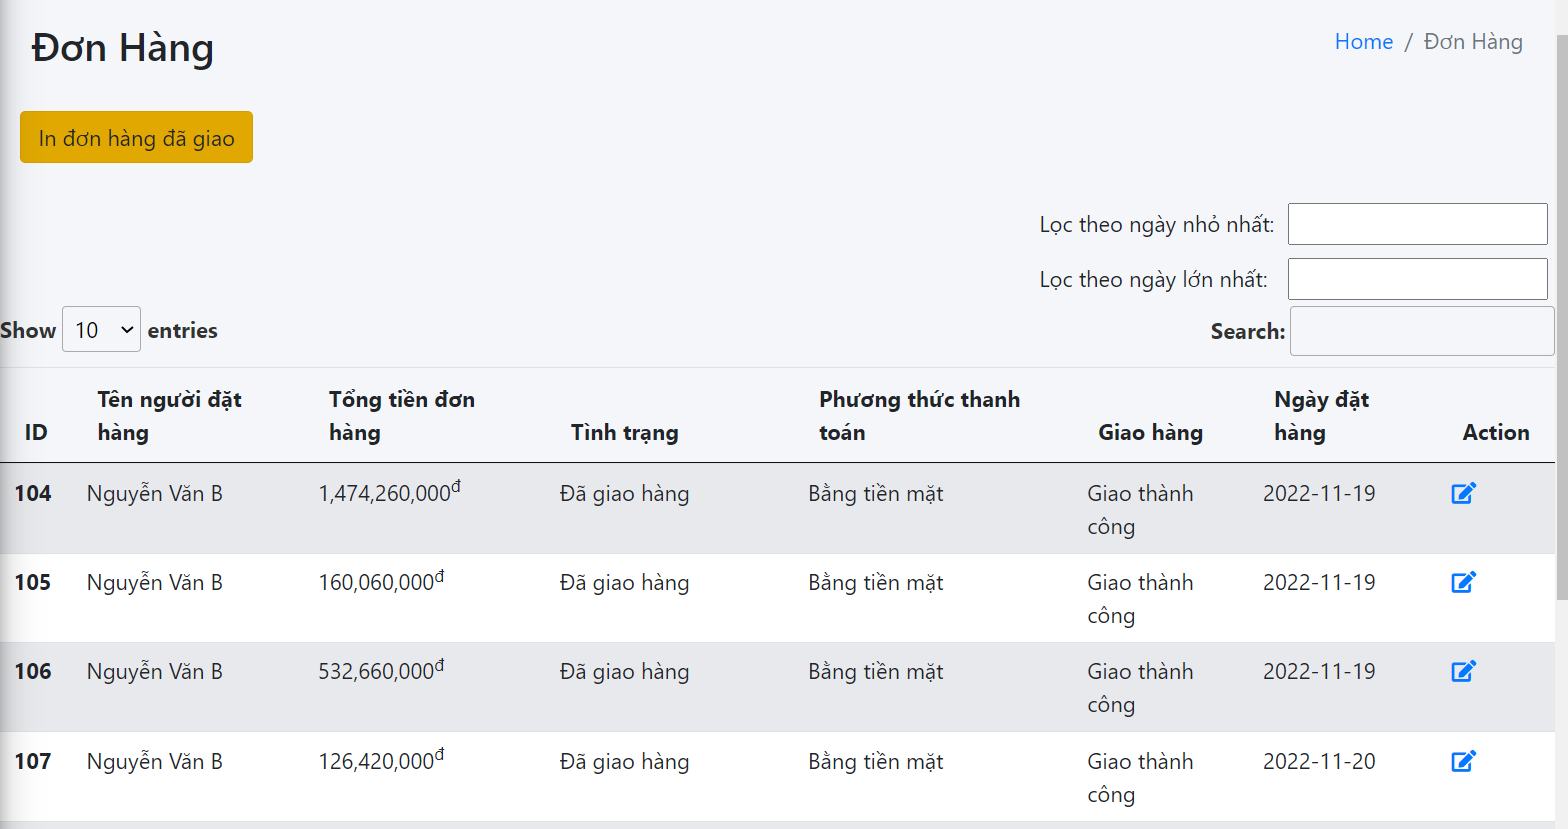 Đơn Hàng
Home / Đơn Hàng
In đơn hàng đã giao
Lọc theo ngày nhỏ nhất:
Lọc theo ngày lớn nhất:
Show 10 entries
Search:
ID Tên người đặt hàng Tổng tiền đơn hàng Tình trạng Phương thức thanh toán Giao hàng Ngày đặt hàng Action
104 Nguyễn Văn B 1,474,260,000đ Đã giao hàng Bằng tiền mặt Giao thành công 2022-11-19
105 Nguyễn Văn B 160,060,000đ Đã giao hàng Bằng tiền mặt Giao thành công 2022-11-19
106 Nguyễn Văn B 532,660,000đ Đã giao hàng Bằng tiền mặt Giao thành công 2022-11-19
107 Nguyễn Văn B 126,420,000đ Đã giao hàng Bằng tiền mặt Giao thành công 2022-11-20